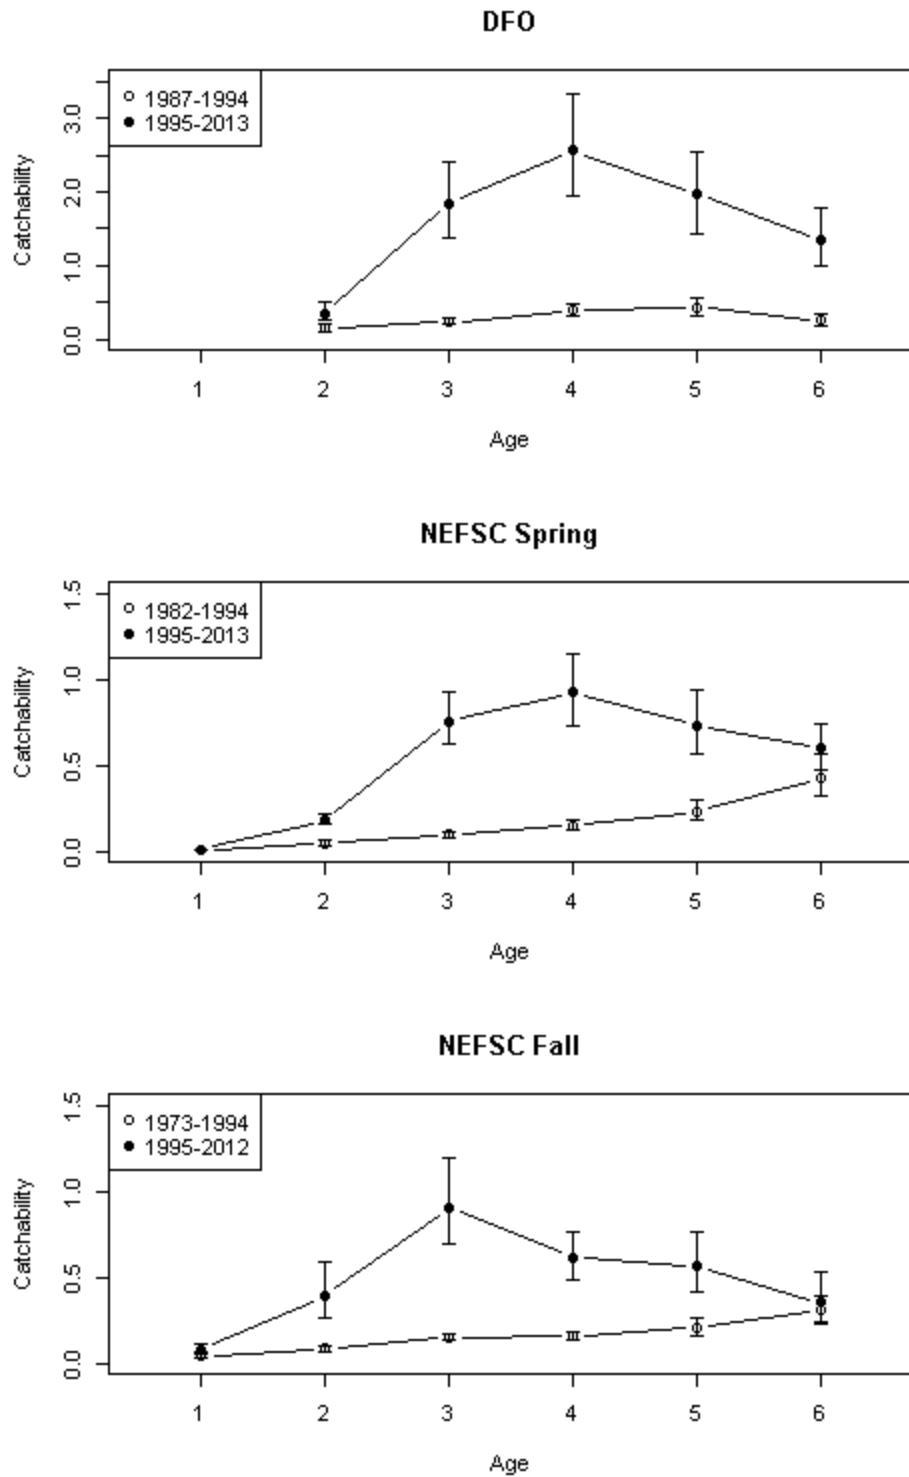 DFO
1987-1994
1995-2013
3.0
2.0
1.0
0.0
Catchability
1 2 3 4 5 6
Age
NEFSC Spring
1982-1994
1995-2013
1.5
1.0
0.5
0.0
Catchability
1 2 3 4 5 6
Age
NEFSC Fall
1973-1994
1995-2012
1.5
1.0
0.5
0.0
Catchability
1 2 3 4 5 6
Age